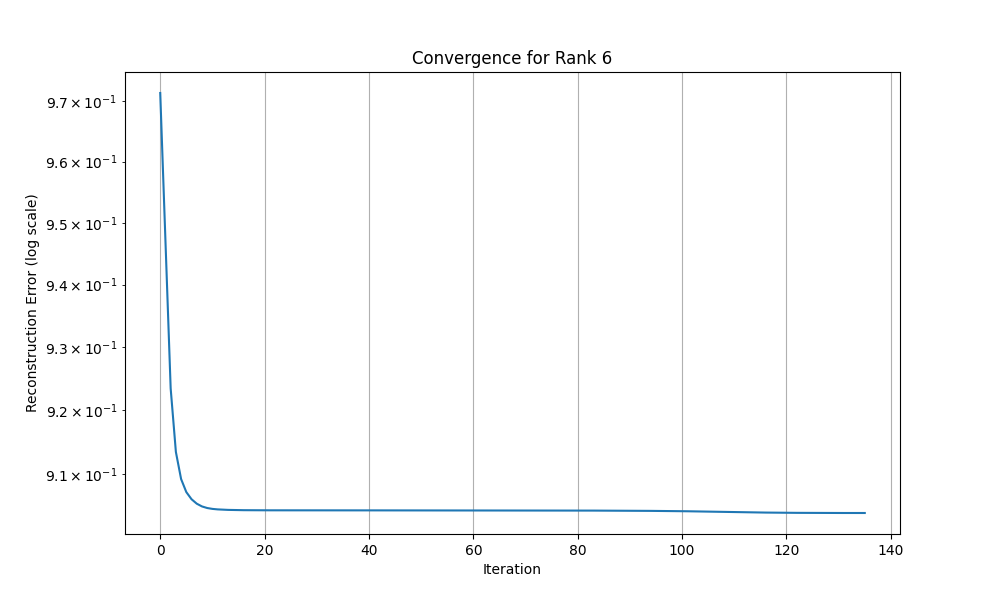 Convergence for Rank 6
Reconstruction Error (log scale)
9.7 × 10⁻¹
9.6 × 10⁻¹
9.5 × 10⁻¹
9.4 × 10⁻¹
9.3 × 10⁻¹
9.2 × 10⁻¹
9.1 × 10⁻¹
0 20 40 60 80 100 120 140
Iteration